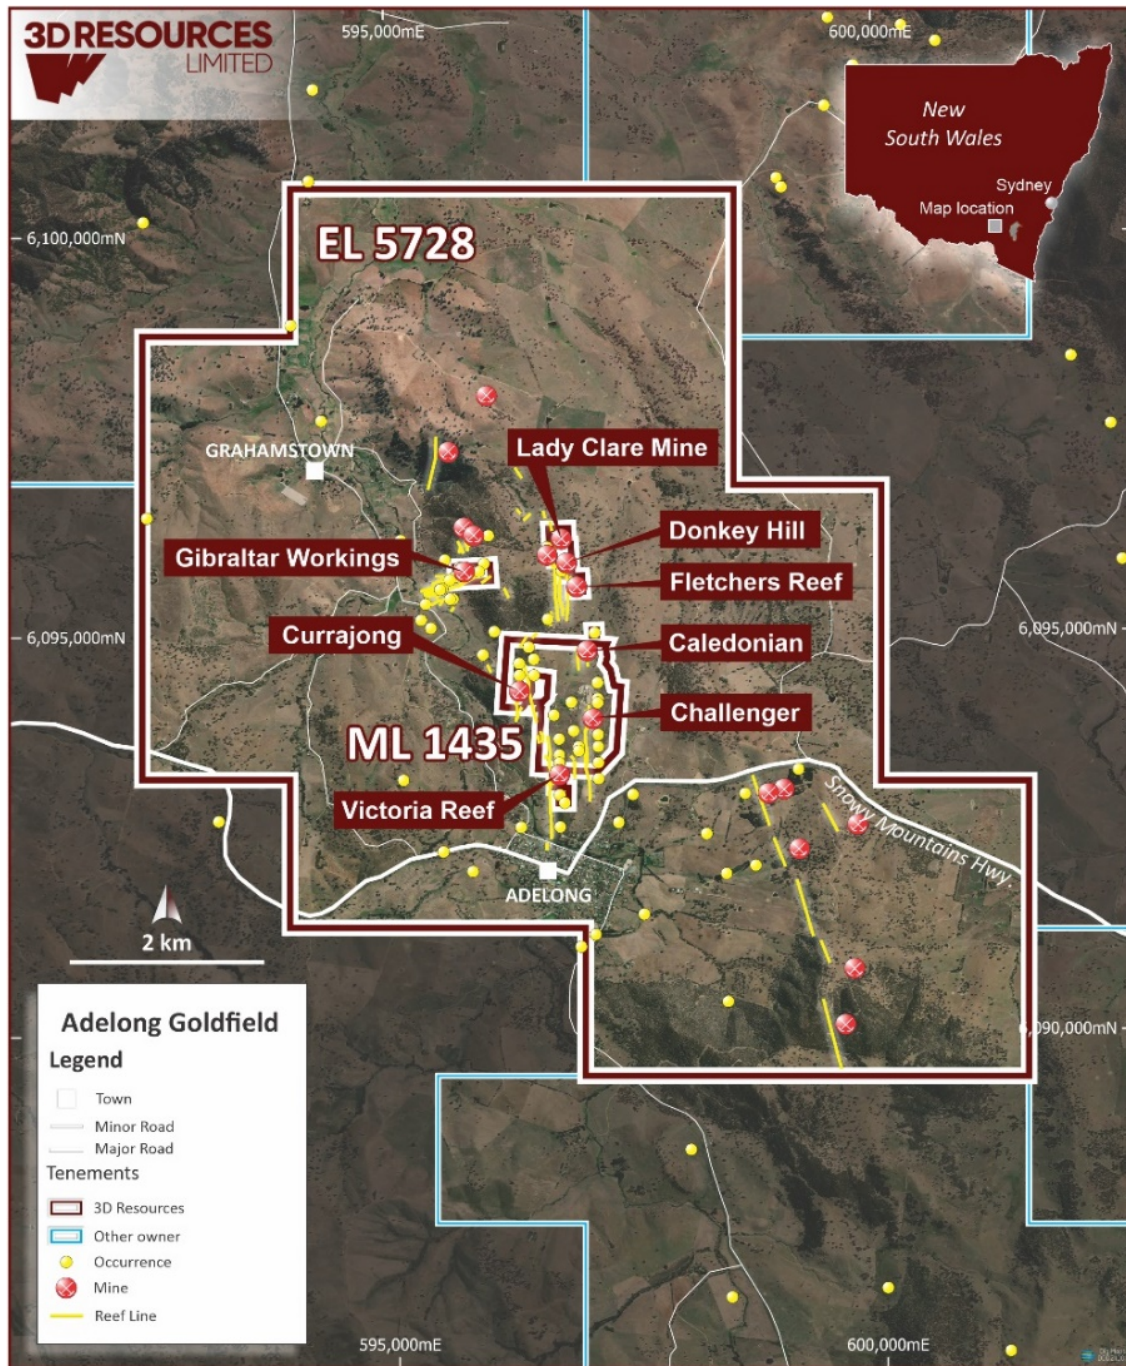 3D RESOURCES
LIMITED
595,000mE
600,000mE
New
South Wales
Sydney
Map location
6,100,000mN
EL 5728
GRAHAMSTOWN
Lady Clare Mine
Donkey Hill
Gibraltar Workings
Fletchers Reef
Currajong
6,095,000mN
6,095,000mN
Caledonian
Challenger
ML 1435
Victoria Reef
Snowy Mountains Hwy.
ADELONG
2 km
6,090,000mN
Adelong Goldfield
Legend
Town
Minor Road
Major Road
Tenements
3D Resources
Other owner
Occurrence
Mine
Reef Line
595,000mE
600,000mE